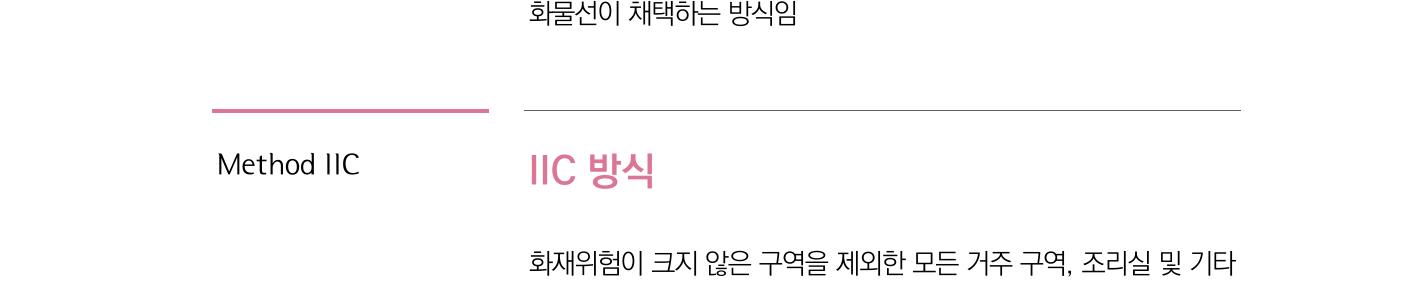 화물선이 채택하는 방식임
Method IIC
IIC 방식
화재위험이 크지 않은 구역을 제외한 모든 거주 구역, 조리실 및 기타